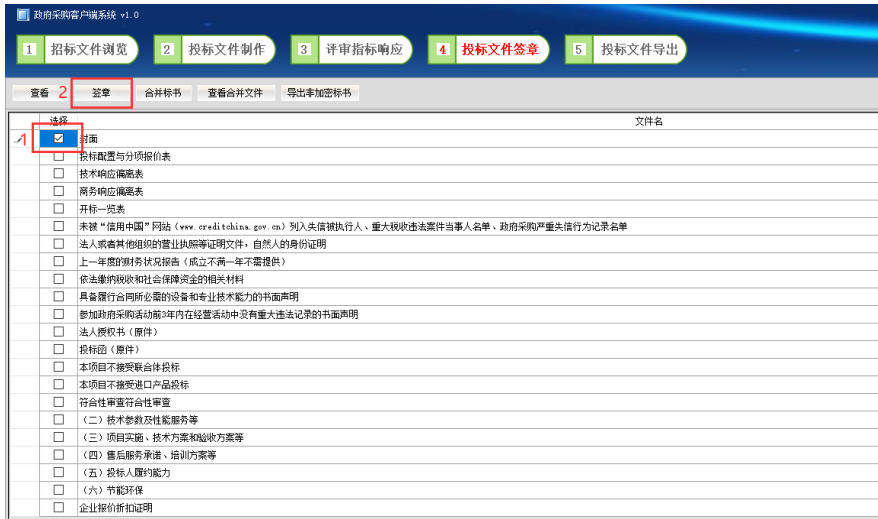 政府采购客户端系统 v1.0
1 招标文件浏览 2 投标文件制作 3 评审指标响应 4 投标文件签章 5 投标文件导出
查看 2 签章 合并标书 查看合并文件 导出非加密标书
选择 文件名
1 封面
投标配置与分项报价表
技术响应偏离表
商务响应偏离表
开标一览表
未被“信用中国”网站（www.creditchina.gov.cn）列入失信被执行人、重大税收违法案件当事人名单、政府采购严重失信行为记录名单
法人或者其他组织的营业执照等证明文件，自然人的身份证明
上一年度的财务状况报告（成立不满一年不需提供）
依法缴纳税收和社会保障资金的相关材料
具备履行合同所必需的设备和专业技术能力的书面声明
参加政府采购活动前3年内在经营活动中没有重大违法记录的书面声明
法人授权书（原件）
投标函（原件）
本项目不接受联合体投标
本项目不接受进口产品投标
符合性审查符合性审查
（二）技术参数及性能服务等
（三）项目实施、技术方案和验收方案等
（四）售后服务承诺、培训方案等
（五）投标人履约能力
（六）节能环保
企业报价折扣证明